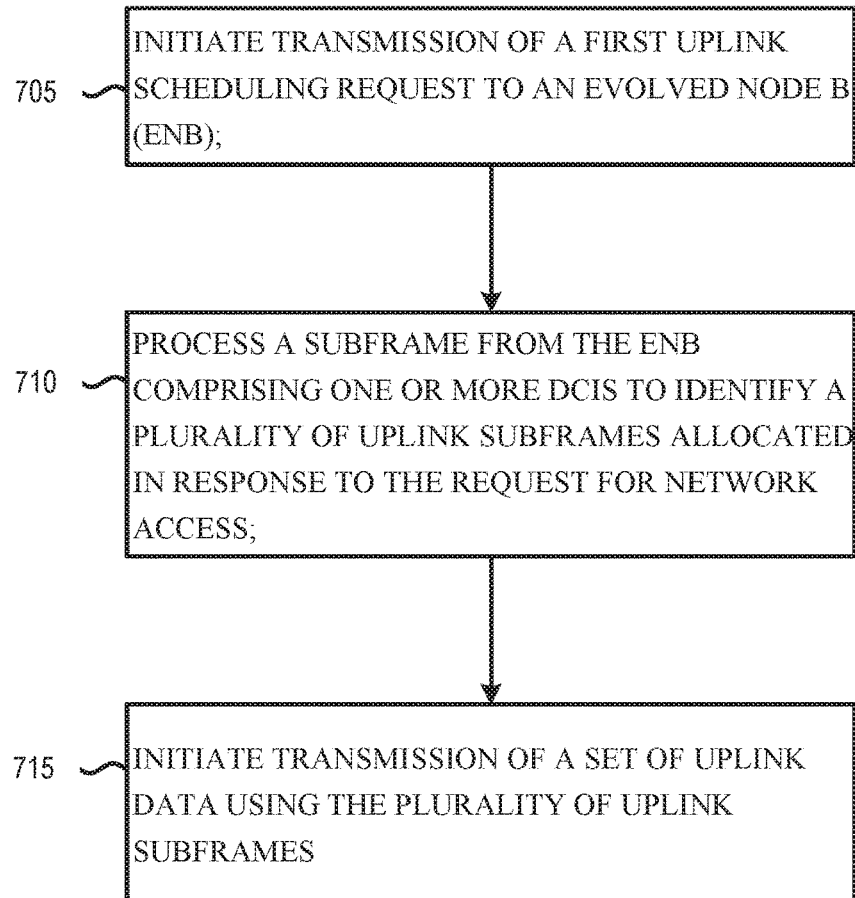 INITIATE TRANSMISSION OF A FIRST UPLINK
705
SCHEDULING REQUEST TO AN EVOLVED NODE B
(ENB);
PROCESS A SUBFRAME FROM THE ENB
710
COMPRISING ONE OR MORE DCIS TO IDENTIFY A
PLURALITY OF UPLINK SUBFRAMES ALLOCATED
IN RESPONSE TO THE REQUEST FOR NETWORK
ACCESS;
715
INITIATE TRANSMISSION OF A SET OF UPLINK
DATA USING THE PLURALITY OF UPLINK
SUBFRAMES